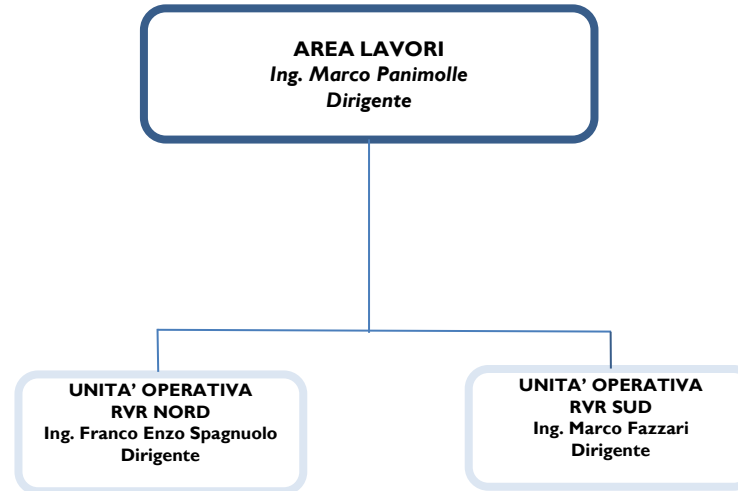 AREA LAVORI
Ing. Marco Panimolle
Dirigente
UNITA’ OPERATIVA
RVR NORD
Ing. Franco Enzo Spagnuolo
Dirigente
UNITA’ OPERATIVA
RVR SUD
Ing. Marco Fazzari
Dirigente